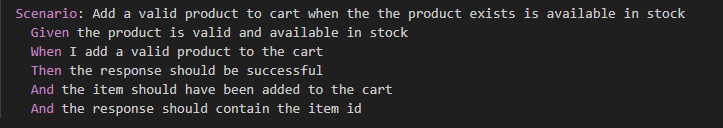 Scenario: Add a valid product to cart when the the product exists is available in stock
Given the product is valid and available in stock
When I add a valid product to the cart
Then the response should be successful
And the item should have been added to the cart
And the response should contain the item id